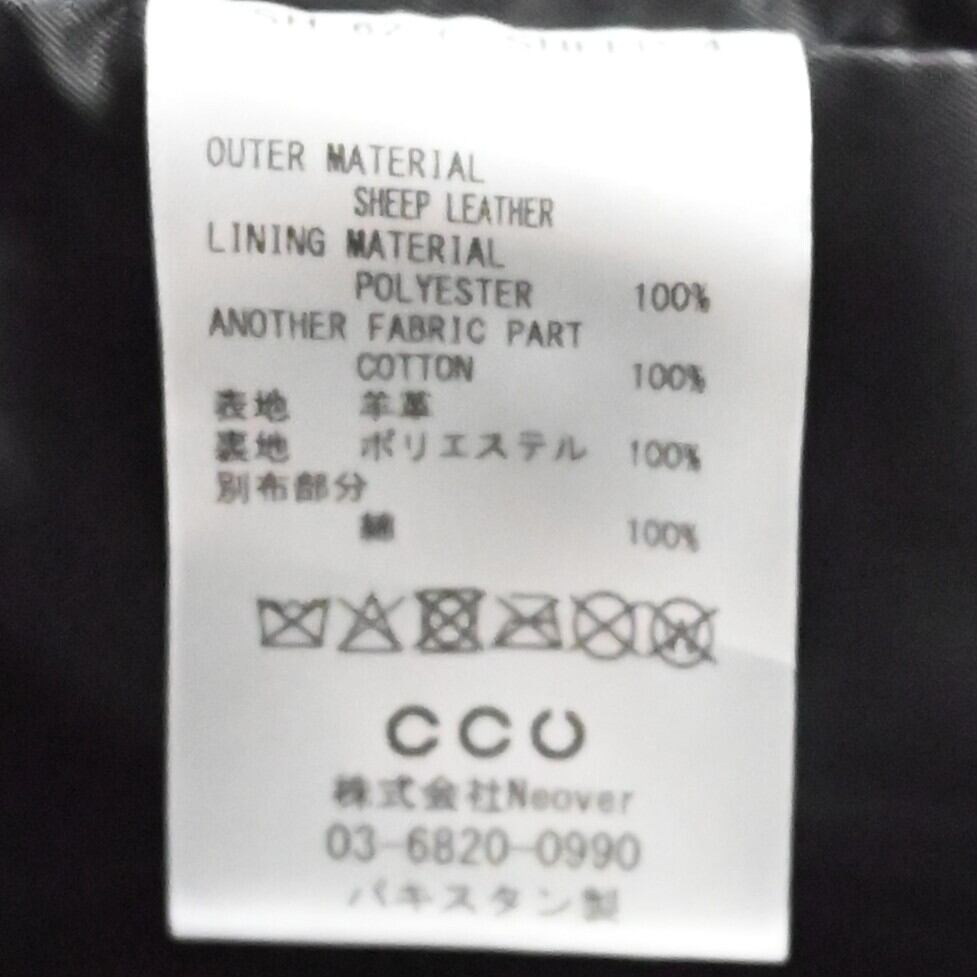 OUTER MATERIAL
SHEEP LEATHER
LINING MATERIAL
POLYESTER 100%
ANOTHER FABRIC PART
COTTON 100%
表地 羊革
裏地 ポリエステル 100%
別布部分
綿 100%
CCU
株式会社Neover
03-6820-0990
パキスタン製